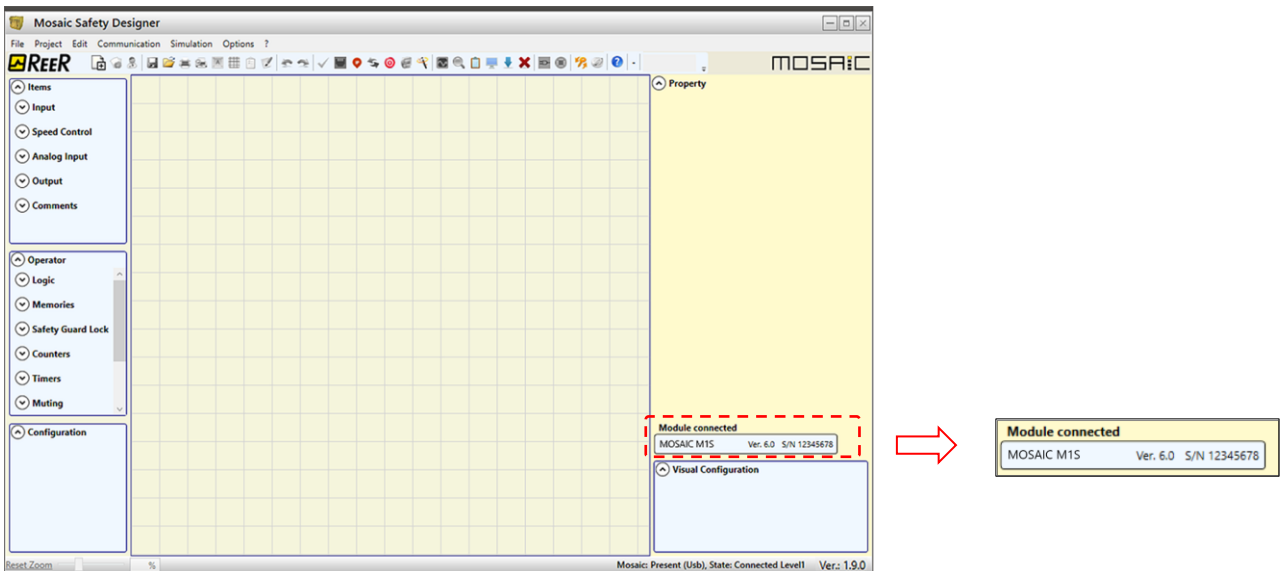 Mosaic Safety Designer
File Project Edit Communication Simulation Options ?
REER
MOSAIC
Items
Input
Speed Control
Analog Input
Output
Comments
Operator
Logic
Memories
Safety Guard Lock
Counters
Timers
Muting
Configuration
Property
Module connected
MOSAIC M1S Ver. 6.0 S/N 12345678
Visual Configuration
Module connected
MOSAIC M1S Ver. 6.0 S/N 12345678
Reset Zoom % Mosaic: Present (Usb), State: Connected Level1 Ver.: 1.9.0